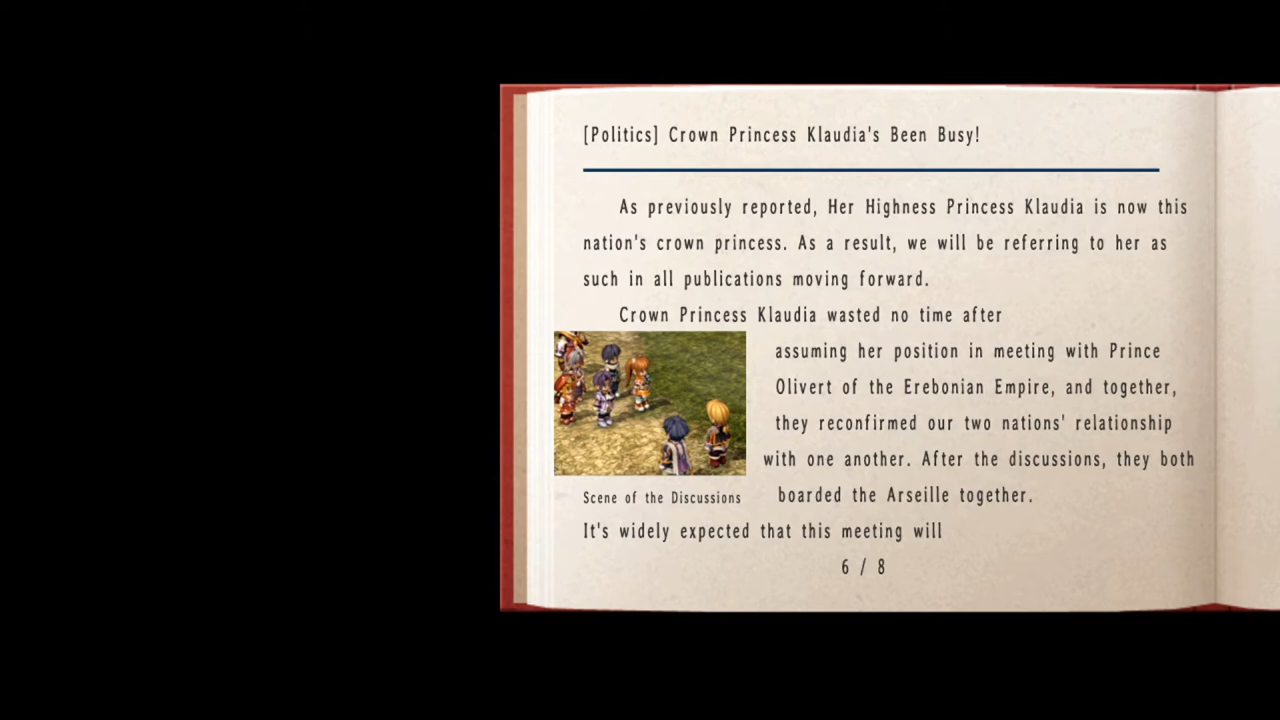 [Politics] Crown Princess Klaudia's Been Busy!
As previously reported, Her Highness Princess Klaudia is now this
nation's crown princess. As a result, we will be referring to her as
such in all publications moving forward.
Crown Princess Klaudia wasted no time after
assuming her position in meeting with Prince
Olivert of the Erebonian Empire, and together,
they reconfirmed our two nations' relationship
with one another. After the discussions, they both
boarded the Arseille together.
Scene of the Discussions
It's widely expected that this meeting will
6 / 8